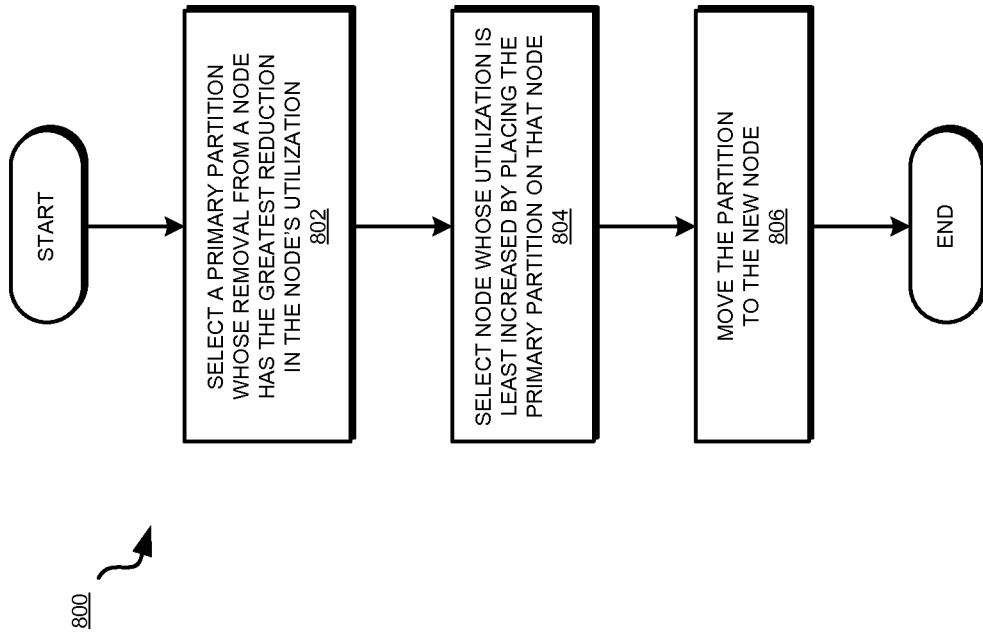 800
START
SELECT A PRIMARY PARTITION
WHOSE REMOVAL FROM A NODE
HAS THE GREATEST REDUCTION
IN THE NODE'S UTILIZATION
802
SELECT NODE WHOSE UTILIZATION IS
LEAST INCREASED BY PLACING THE
PRIMARY PARTITION ON THAT NODE
804
MOVE THE PARTITION
TO THE NEW NODE
806
END